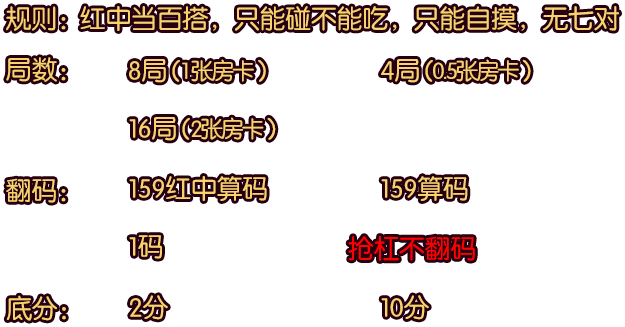 规则: 红中当百搭，只能碰不能吃，只能自摸，无七对
局数: 8局(1张房卡) 4局(0.5张房卡)
16局(2张房卡)
翻码: 159红中算码 159算码
1码 抢杠不翻码
底分: 2分 10分